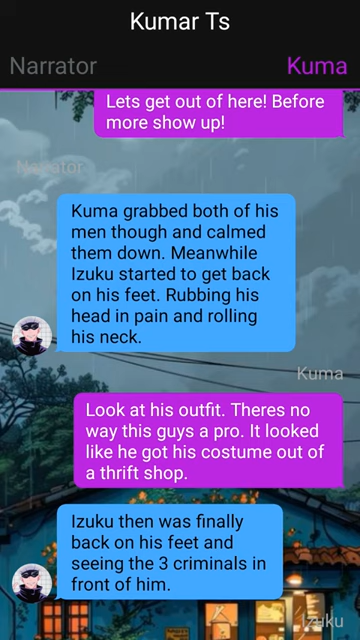 Kumar Ts
Narrator
Kuma
Lets get out of here! Before
more show up!
Narrator
Kuma grabbed both of his
men though and calmed
them down. Meanwhile
Izuku started to get back
on his feet. Rubbing his
head in pain and rolling
his neck.
Kuma
Look at his outfit. Theres no
way this guys a pro. It looked
like he got his costume out of
a thrift shop.
Izuku then was finally
back on his feet and
seeing the 3 criminals in
front of him.
Izuku